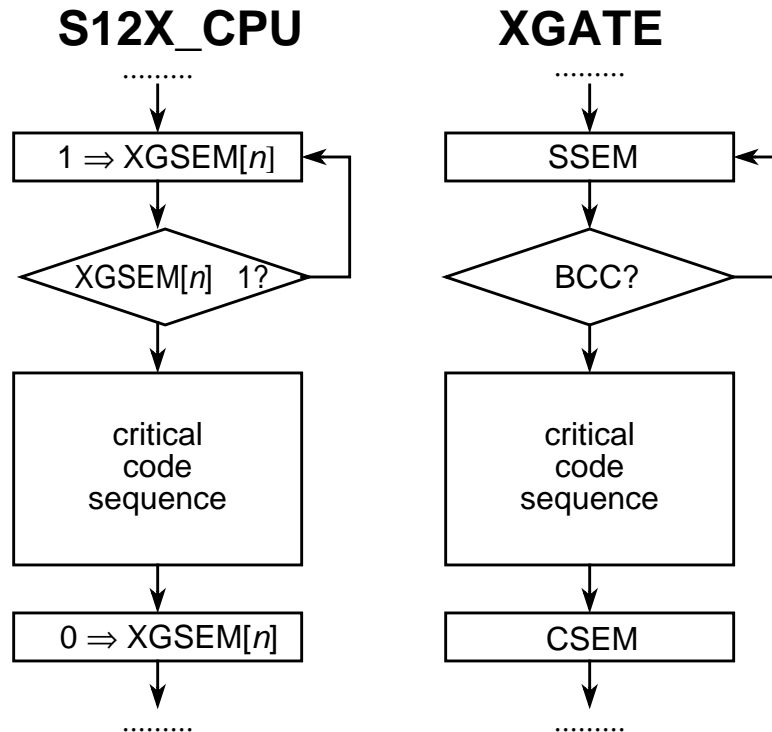 S12X_CPU
.........
1 ⇒ XGSEM[n]
XGSEM[n] 1?
critical
code
sequence
0 ⇒ XGSEM[n]
.........
XGATE
.........
SSEM
BCC?
critical
code
sequence
CSEM
.........